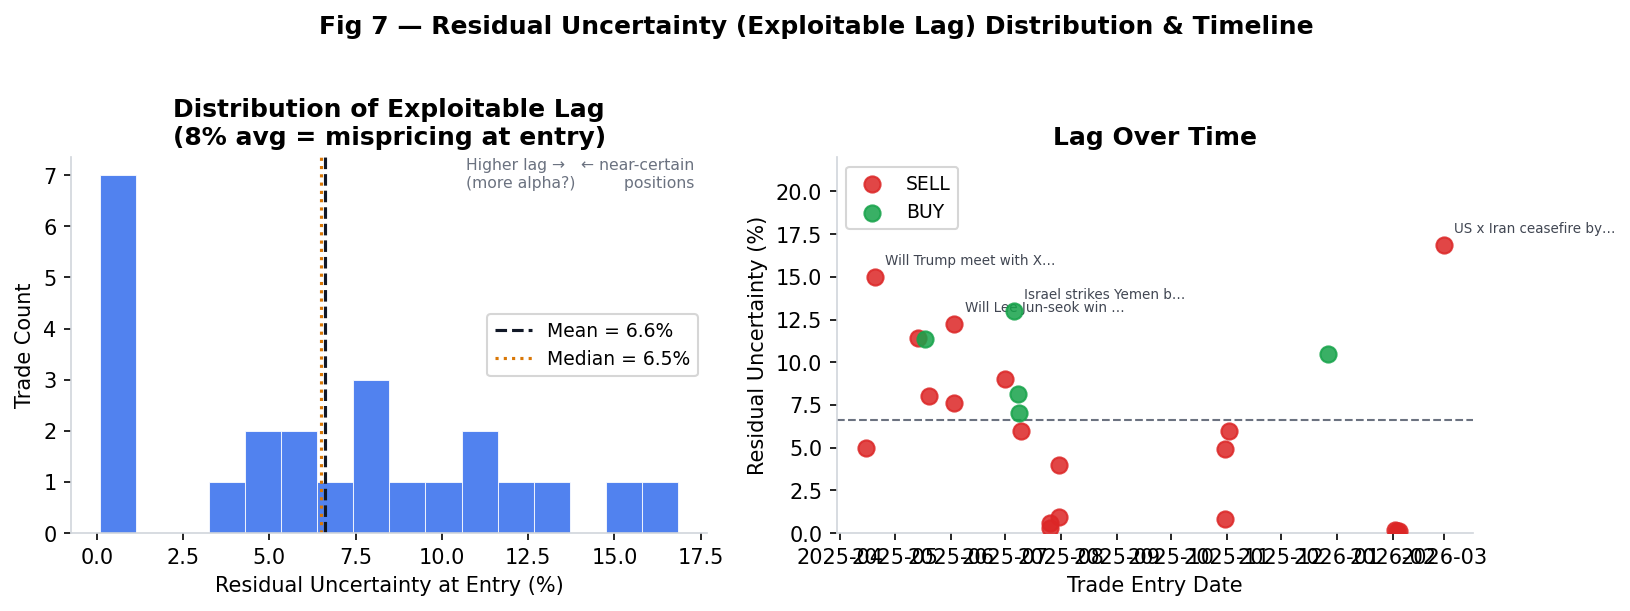 Fig 7 — Residual Uncertainty (Exploitable Lag) Distribution & Timeline
Distribution of Exploitable Lag
(8% avg = mispricing at entry)
Higher lag → ← near-certain
(more alpha?) positions
Trade Count
7
6
5
4
3
2
1
0
Mean = 6.6%
Median = 6.5%
0.0 2.5 5.0 7.5 10.0 12.5 15.0 17.5
Residual Uncertainty at Entry (%)
Lag Over Time
SELL
BUY
Residual Uncertainty (%)
20.0
17.5
15.0
12.5
10.0
7.5
5.0
2.5
0.0
US x Iran ceasefire by...
Will Trump meet with X...
Israel strikes Yemen b...
Will Lee Jun-seok win ...
2025-04 2025-05 2025-06 2025-07 2025-08 2025-09 2025-10 2025-11 2025-12 2026-01 2026-02 2026-03
Trade Entry Date